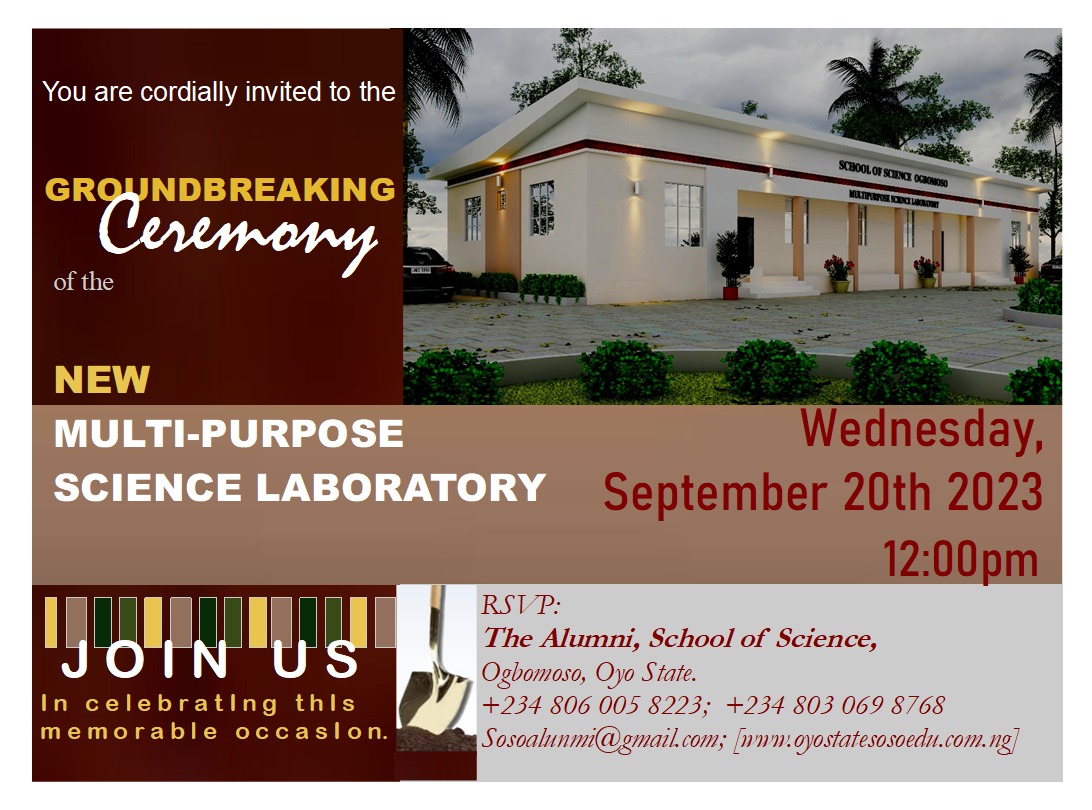 You are cordially invited to the
GROUNDBREAKING
Ceremony
of the
NEW
MULTI-PURPOSE
SCIENCE LABORATORY
SCHOOL OF SCIENCE OGBOMOSO
MULTIPURPOSE SCIENCE LABORATORY
Wednesday,
September 20th 2023
12:00pm
JOIN US
In celebratIng thIs
memorable occasIon.
RSVP:
The Alumni, School of Science,
Ogbomoso, Oyo State.
+234 806 005 8223; +234 803 069 8768
Sosoalunmi@gmail.com; [www.oyostatesosoedu.com.ng]